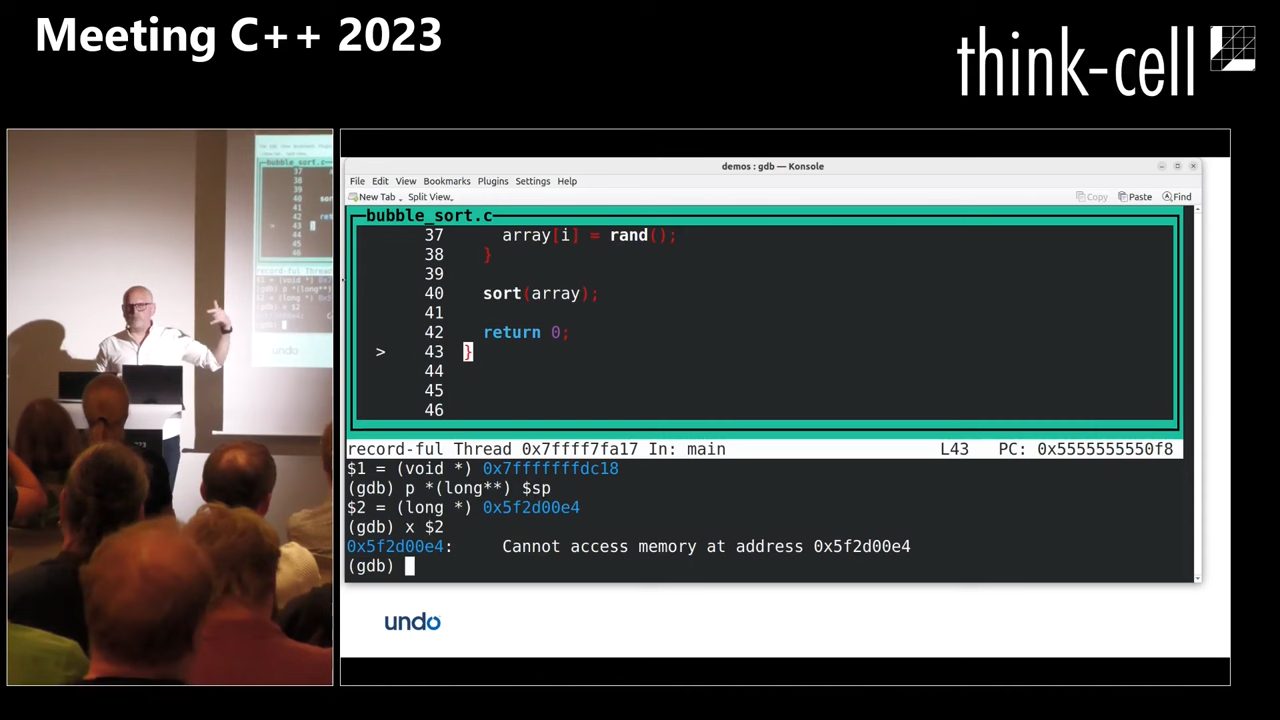 Meeting C++ 2023
think-cell
demos : gdb — Konsole
File Edit View Bookmarks Plugins Settings Help
New Tab Split View Copy Paste Find
bubble_sort.c
37 array[i] = rand();
38 }
39
40 sort(array);
41
42 return 0;
> 43 }
44
45
46
record-ful Thread 0x7ffff7fa17 In: main L43 PC: 0x5555555550f8
$1 = (void *) 0x7fffffffdc18
(gdb) p *(long**) $sp
$2 = (long *) 0x5f2d00e4
(gdb) x $2
0x5f2d00e4: Cannot access memory at address 0x5f2d00e4
(gdb)
undo